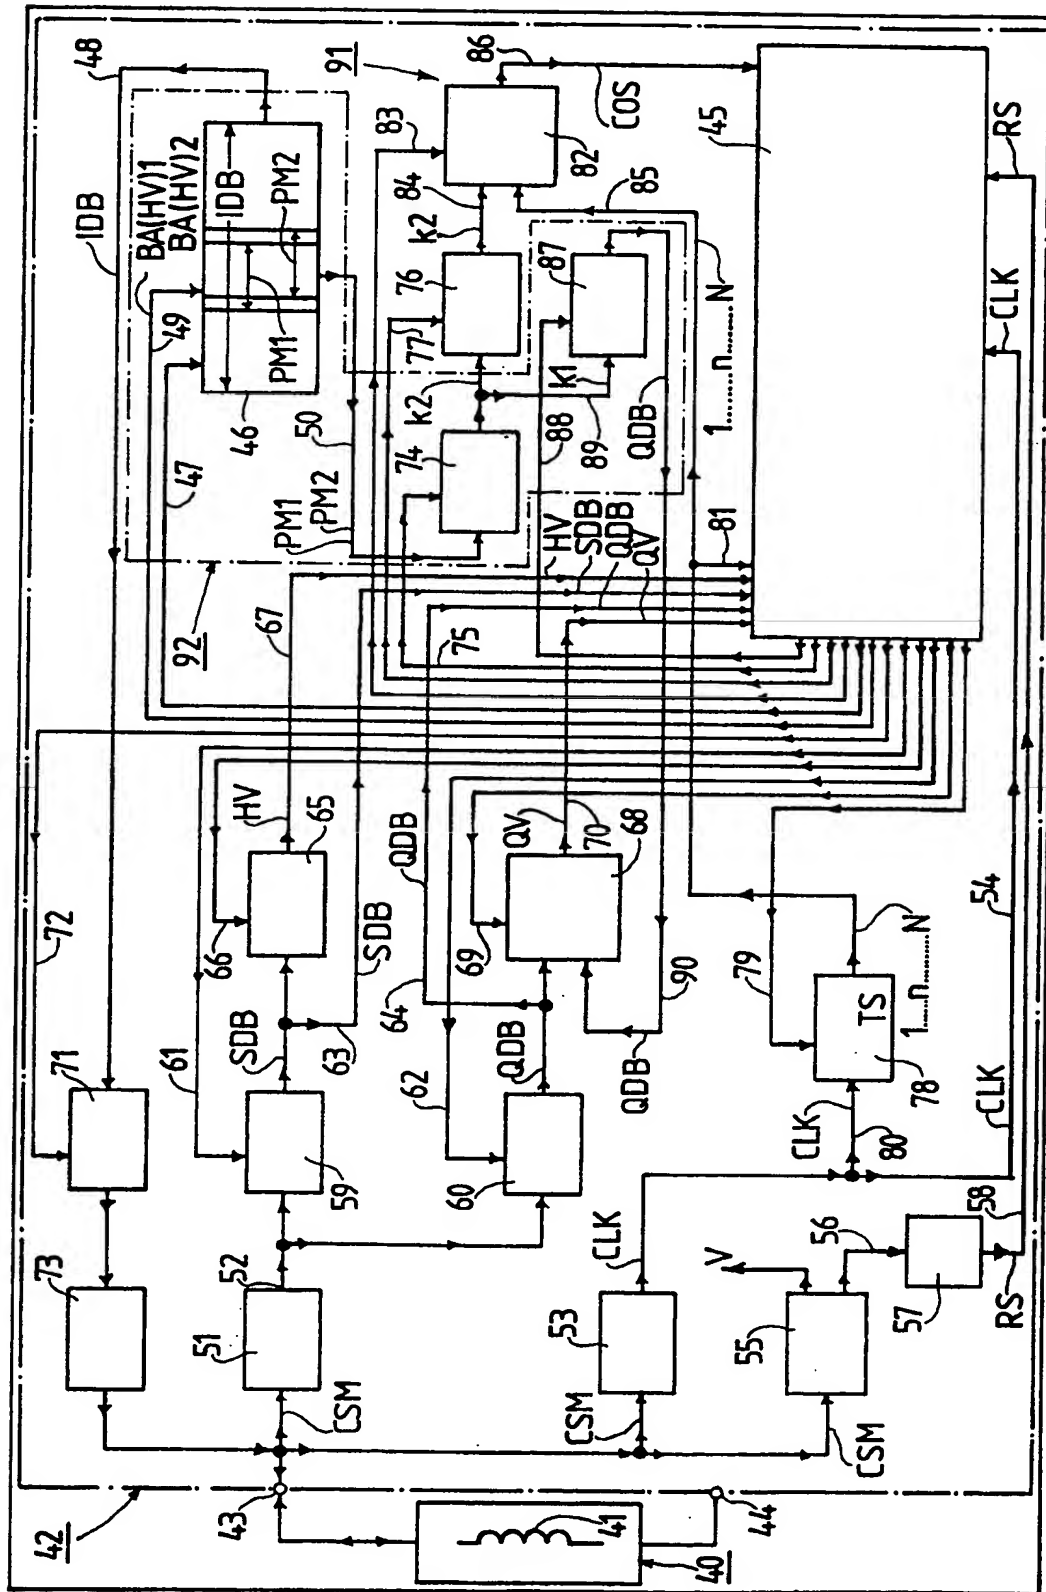 72
IDB
48
71
BA(HV)1
BA(HV)2
49
IDB
PM2
PM1
46
47
73
61
HV
67
92
50
PM1
PM2
83
91
86
COS
82
84
k2
85
51
52
CSM
59
SDB
66
65
63
SDB
75
74
k2
77
76
k1
88
89
87
QDB
HV
SDB
QDB
QV
81
1........n........N
45
42
43
41
40
44
62
64
QDB
60
QDB
69
QV
70
68
90
QDB
CSM
53
CLK
CLK
80
79
TS
78
1........n........N
N
54
CLK
CSM
55
V
56
57
RS
58
CLK
RS